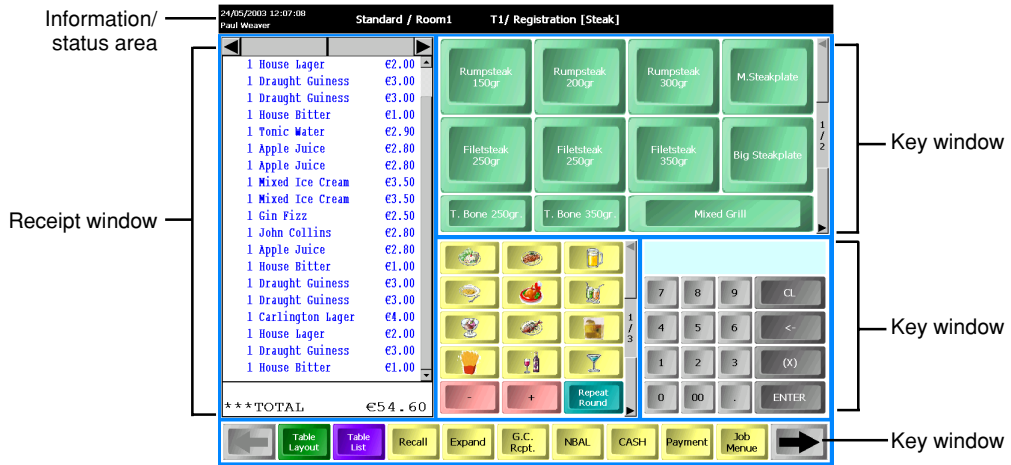 Information/
status area
24/05/2003 12:07:08
Paul Weaver
Standard / Room1 T1/ Registration [Steak]
Receipt window
1 House Lager €2.00
1 Draught Guiness €3.00
1 Draught Guiness €3.00
1 House Bitter €1.00
1 Tonic Water €2.90
1 Apple Juice €2.80
1 Apple Juice €2.80
1 Mixed Ice Cream €3.50
1 Mixed Ice Cream €3.50
1 Gin Fizz €2.50
1 John Collins €2.80
1 Apple Juice €2.80
1 House Bitter €1.00
1 Draught Guiness €3.00
1 Draught Guiness €3.00
1 Carlington Lager €4.00
1 House Lager €2.00
1 Draught Guiness €3.00
1 House Bitter €1.00
***TOTAL €54.60
Rumpsteak
150gr
Rumpsteak
200gr
Rumpsteak
300gr
M.Steakplate
Filetsteak
250gr
Filetsteak
250gr
Filetsteak
350gr
Big Steakplate
T. Bone 250gr.
T. Bone 350gr.
Mixed Grill
1
/
2
Key window
- +
Repeat
Round
1
/
3
7 8 9 CL
4 5 6 <-
1 2 3 (X)
0 00 . ENTER
Key window
Table
Layout
Table
List
Recall
Expand
G.C.
Rcpt.
NBAL
CASH
Payment
Job
Menue
Key window